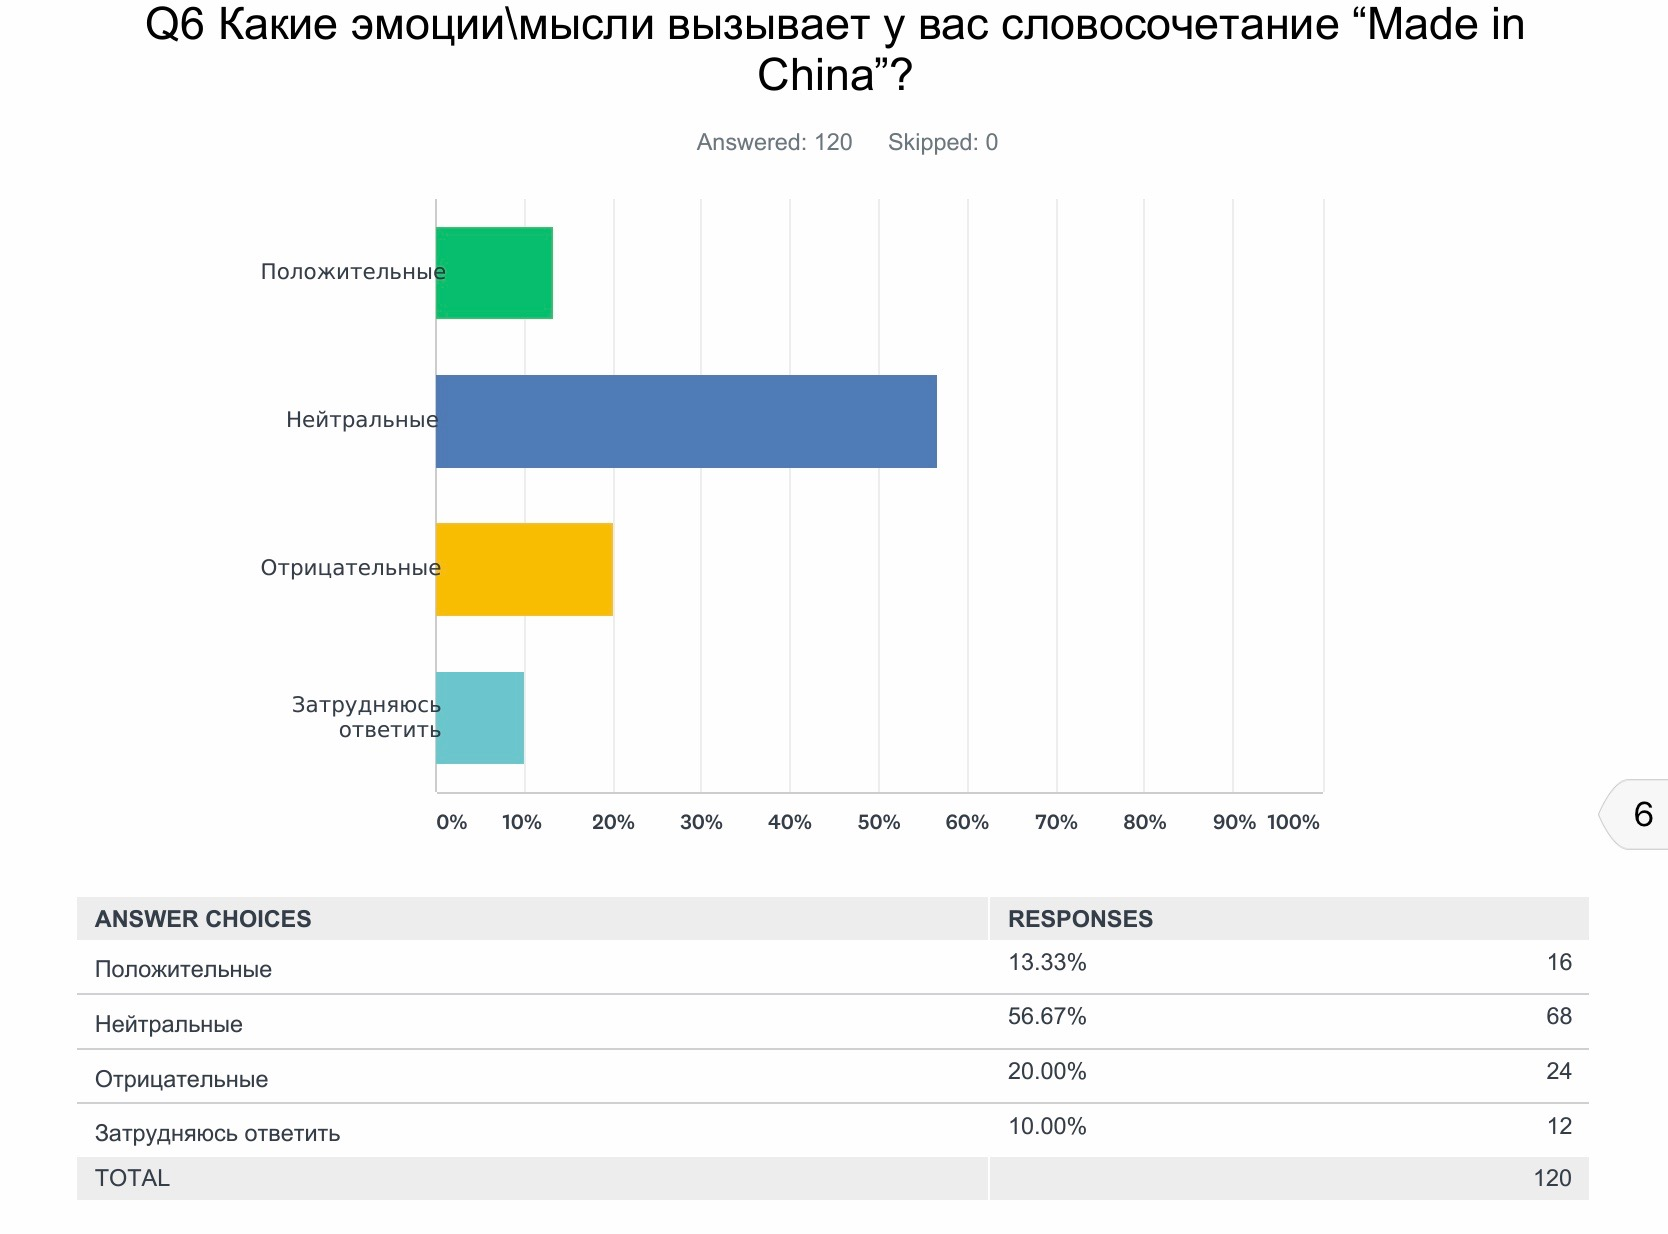 Q6 Какие эмоции\мысли вызывает у вас словосочетание “Made in
China”?
Answered: 120 Skipped: 0
Положительные
Нейтральные
Отрицательные
Затрудняюсь
ответить
0% 10% 20% 30% 40% 50% 60% 70% 80% 90% 100%
6
ANSWER CHOICES RESPONSES
Положительные 13.33% 16
Нейтральные 56.67% 68
Отрицательные 20.00% 24
Затрудняюсь ответить 10.00% 12
TOTAL 120